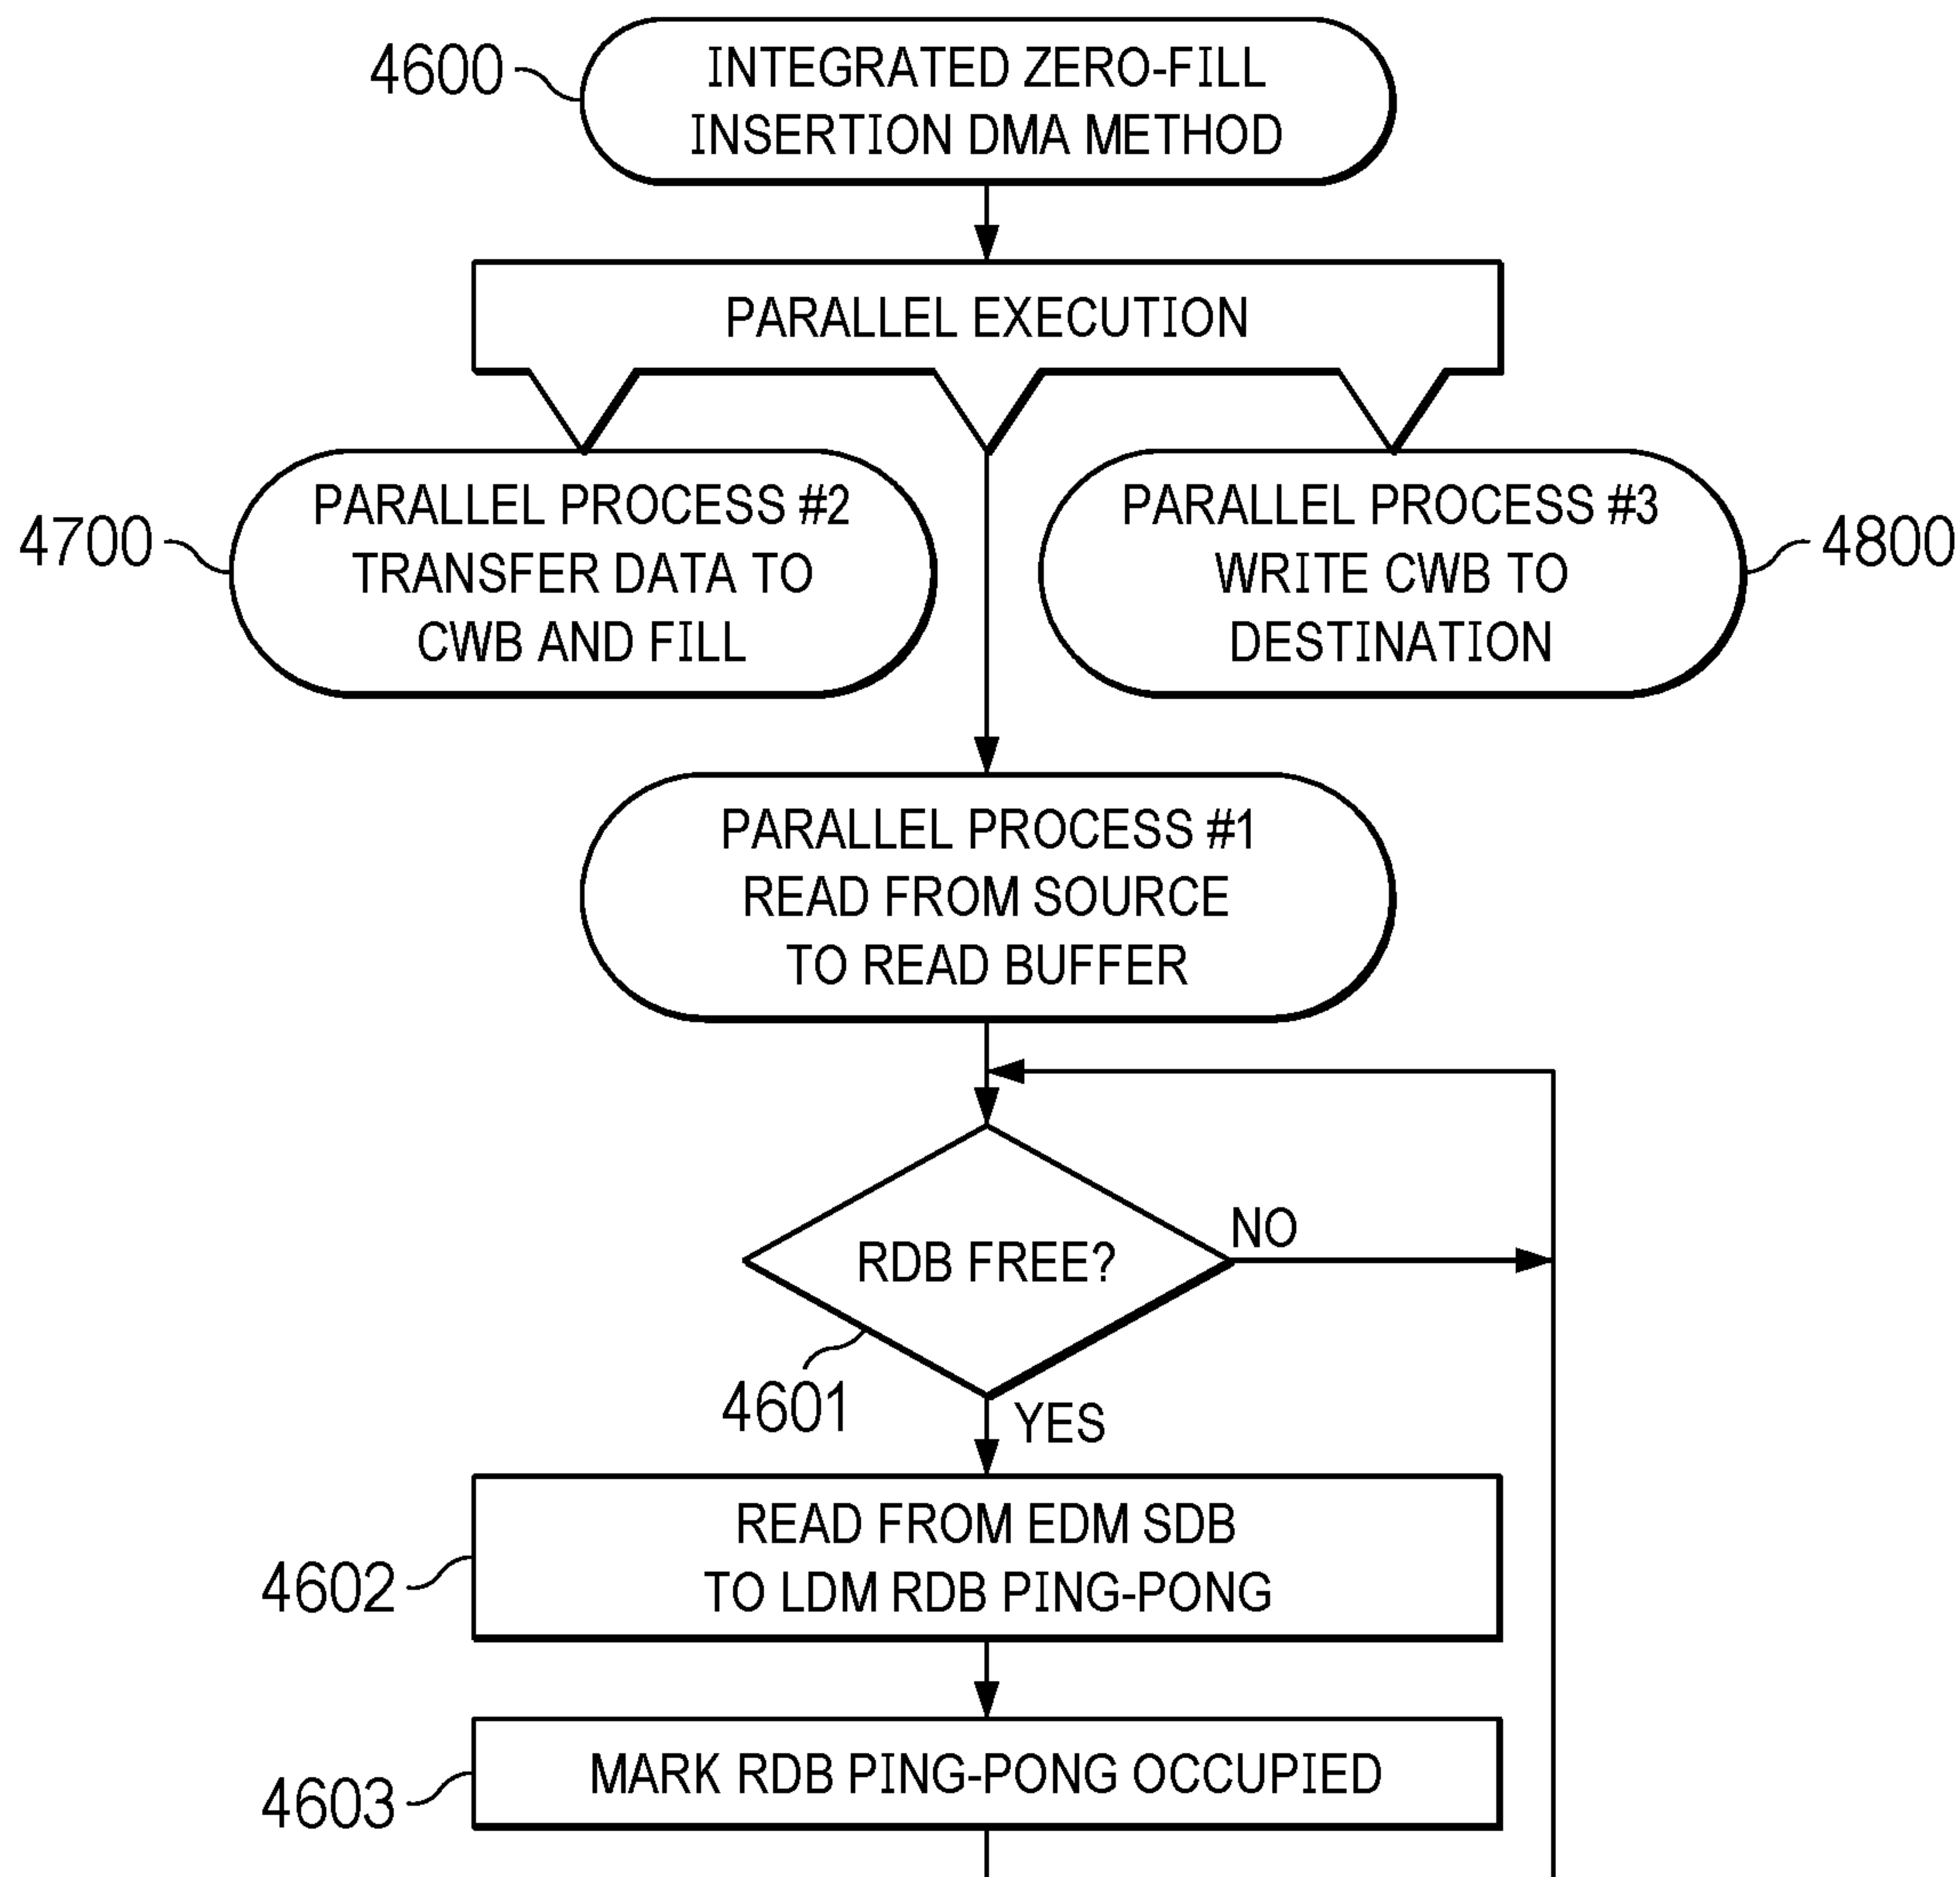 4600
INTEGRATED ZERO-FILL
INSERTION DMA METHOD
PARALLEL EXECUTION
4700
PARALLEL PROCESS #2
TRANSFER DATA TO
CWB AND FILL
PARALLEL PROCESS #3
WRITE CWB TO
DESTINATION
4800
PARALLEL PROCESS #1
READ FROM SOURCE
TO READ BUFFER
RDB FREE?
NO
4601
YES
READ FROM EDM SDB
TO LDM RDB PING-PONG
4602
MARK RDB PING-PONG OCCUPIED
4603